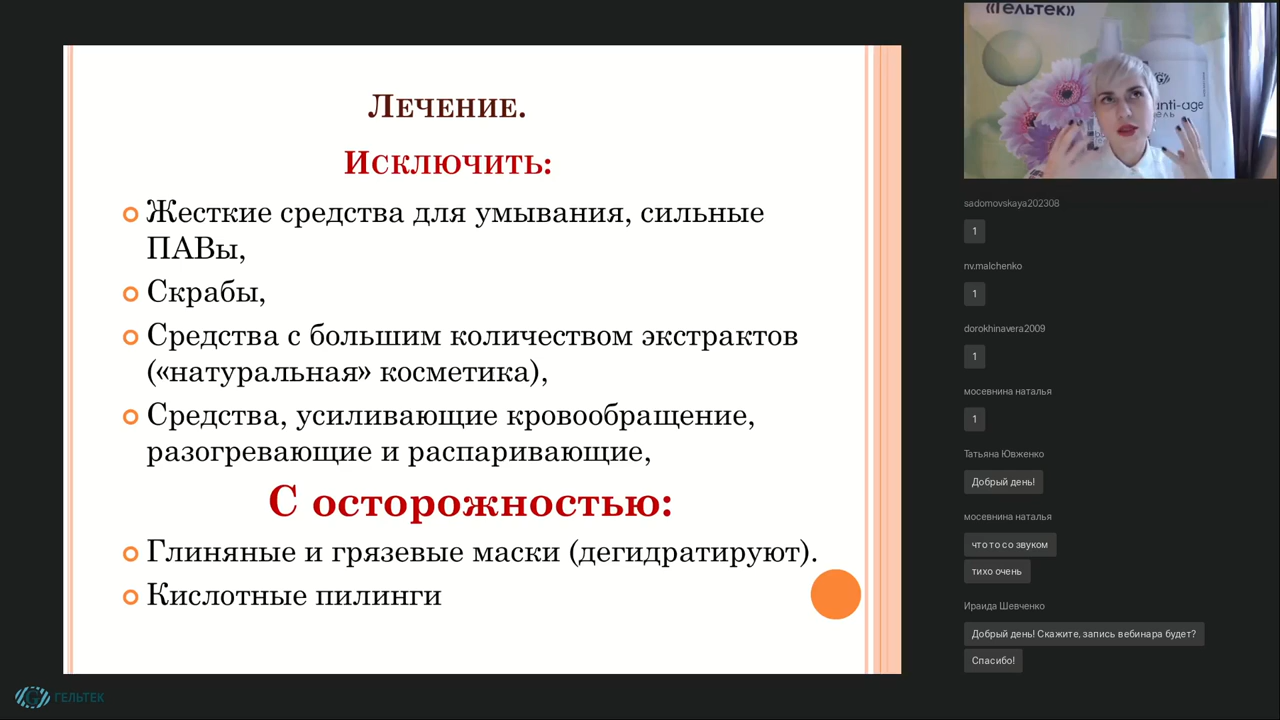 Лечение.
Исключить:
Жесткие средства для умывания, сильные
ПАВы,
Скрабы,
Средства с большим количеством экстрактов
(«натуральная» косметика),
Средства, усиливающие кровообращение,
разогревающие и распаривающие,
С осторожностью:
Глиняные и грязевые маски (дегидратируют).
Кислотные пилинги
ГЕЛЬТЕК
«Гельтек»
anti-age
sadomovskaya202308
1
nv.malchenko
1
dorokhinavera2009
1
мосевнина наталья
1
Татьяна Ювженко
Добрый день!
мосевнина наталья
что то со звуком
тихо очень
Ираида Шевченко
Добрый день! Скажите, запись вебинара будет?
Спасибо!